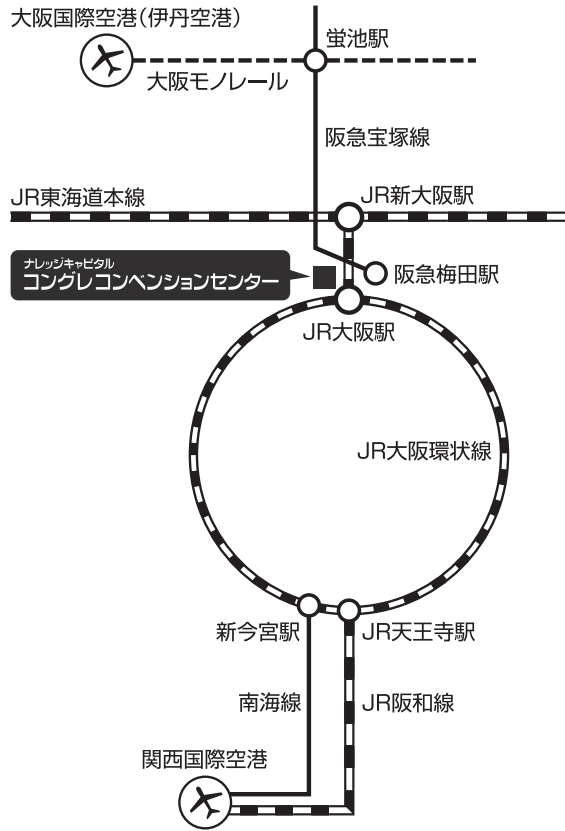 大阪国際空港(伊丹空港)
蛍池駅
大阪モノレール
阪急宝塚線
JR東海道本線
JR新大阪駅
ナレッジキャピタル
コングレコンベンションセンター
阪急梅田駅
JR大阪駅
JR大阪環状線
新今宮駅
JR天王寺駅
南海線
JR阪和線
関西国際空港